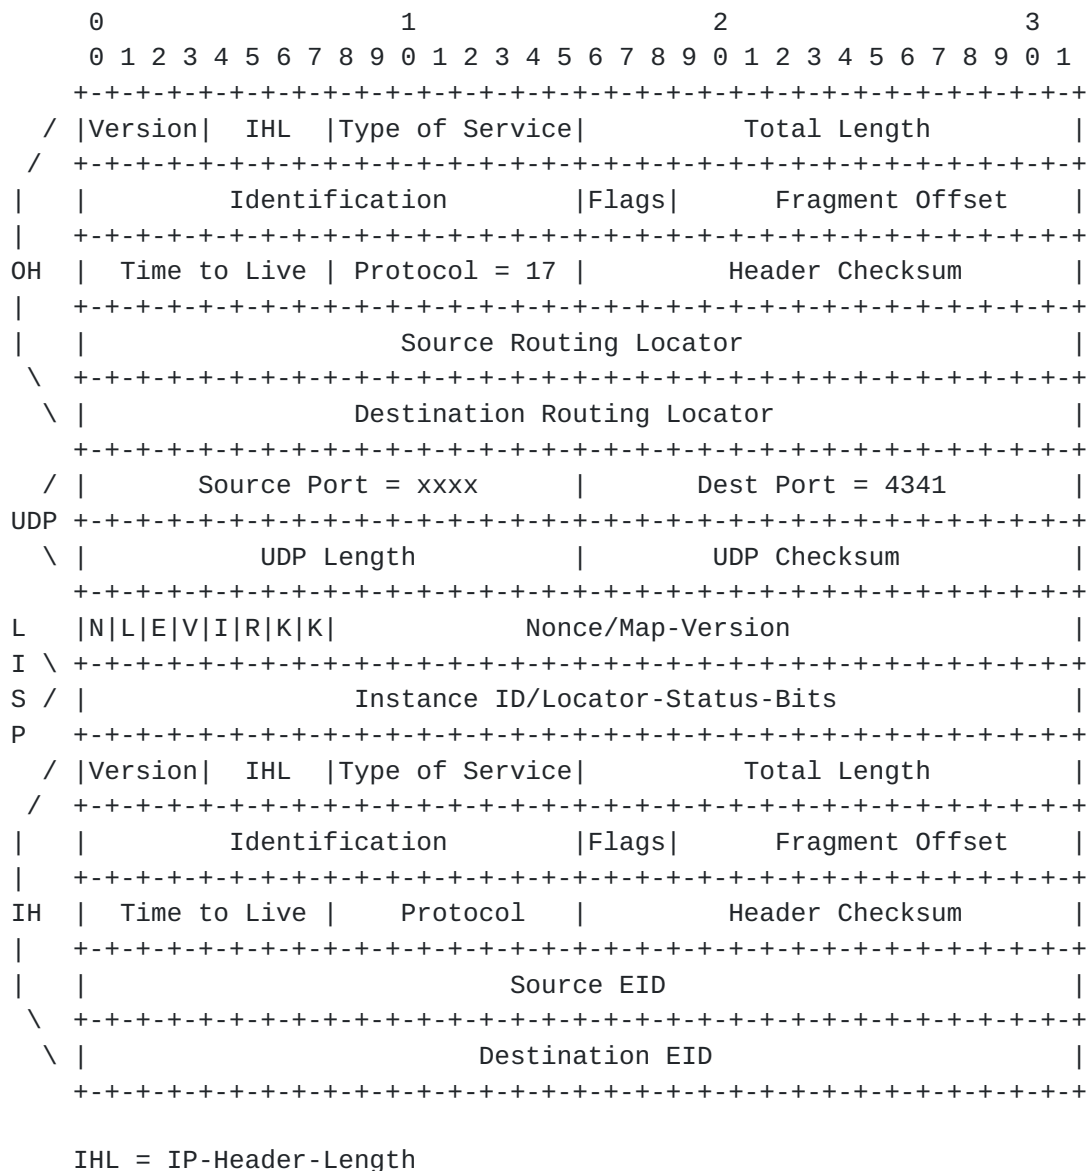 0                   1                   2                   3
      0 1 2 3 4 5 6 7 8 9 0 1 2 3 4 5 6 7 8 9 0 1 2 3 4 5 6 7 8 9 0 1
     +-+-+-+-+-+-+-+-+-+-+-+-+-+-+-+-+-+-+-+-+-+-+-+-+-+-+-+-+-+-+-+-+
   / |Version|  IHL  |Type of Service|          Total Length         |
  /  +-+-+-+-+-+-+-+-+-+-+-+-+-+-+-+-+-+-+-+-+-+-+-+-+-+-+-+-+-+-+-+-+
 |   |         Identification        |Flags|      Fragment Offset    |
 |   +-+-+-+-+-+-+-+-+-+-+-+-+-+-+-+-+-+-+-+-+-+-+-+-+-+-+-+-+-+-+-+-+
 OH  |  Time to Live | Protocol = 17 |         Header Checksum       |
 |   +-+-+-+-+-+-+-+-+-+-+-+-+-+-+-+-+-+-+-+-+-+-+-+-+-+-+-+-+-+-+-+-+
 |   |                    Source Routing Locator                     |
  \  +-+-+-+-+-+-+-+-+-+-+-+-+-+-+-+-+-+-+-+-+-+-+-+-+-+-+-+-+-+-+-+-+
   \ |                 Destination Routing Locator                   |
     +-+-+-+-+-+-+-+-+-+-+-+-+-+-+-+-+-+-+-+-+-+-+-+-+-+-+-+-+-+-+-+-+
   / |       Source Port = xxxx      |       Dest Port = 4341        |
 UDP +-+-+-+-+-+-+-+-+-+-+-+-+-+-+-+-+-+-+-+-+-+-+-+-+-+-+-+-+-+-+-+-+
   \ |           UDP Length          |        UDP Checksum           |
     +-+-+-+-+-+-+-+-+-+-+-+-+-+-+-+-+-+-+-+-+-+-+-+-+-+-+-+-+-+-+-+-+
 L   |N|L|E|V|I|R|K|K|            Nonce/Map-Version                  |
 I \ +-+-+-+-+-+-+-+-+-+-+-+-+-+-+-+-+-+-+-+-+-+-+-+-+-+-+-+-+-+-+-+-+
 S / |                 Instance ID/Locator-Status-Bits               |
 P   +-+-+-+-+-+-+-+-+-+-+-+-+-+-+-+-+-+-+-+-+-+-+-+-+-+-+-+-+-+-+-+-+
   / |Version|  IHL  |Type of Service|          Total Length         |
  /  +-+-+-+-+-+-+-+-+-+-+-+-+-+-+-+-+-+-+-+-+-+-+-+-+-+-+-+-+-+-+-+-+
 |   |         Identification        |Flags|      Fragment Offset    |
 |   +-+-+-+-+-+-+-+-+-+-+-+-+-+-+-+-+-+-+-+-+-+-+-+-+-+-+-+-+-+-+-+-+
 IH  |  Time to Live |    Protocol   |         Header Checksum       |
 |   +-+-+-+-+-+-+-+-+-+-+-+-+-+-+-+-+-+-+-+-+-+-+-+-+-+-+-+-+-+-+-+-+
 |   |                           Source EID                          |
  \  +-+-+-+-+-+-+-+-+-+-+-+-+-+-+-+-+-+-+-+-+-+-+-+-+-+-+-+-+-+-+-+-+
   \ |                         Destination EID                       |
     +-+-+-+-+-+-+-+-+-+-+-+-+-+-+-+-+-+-+-+-+-+-+-+-+-+-+-+-+-+-+-+-+

     IHL = IP-Header-Length